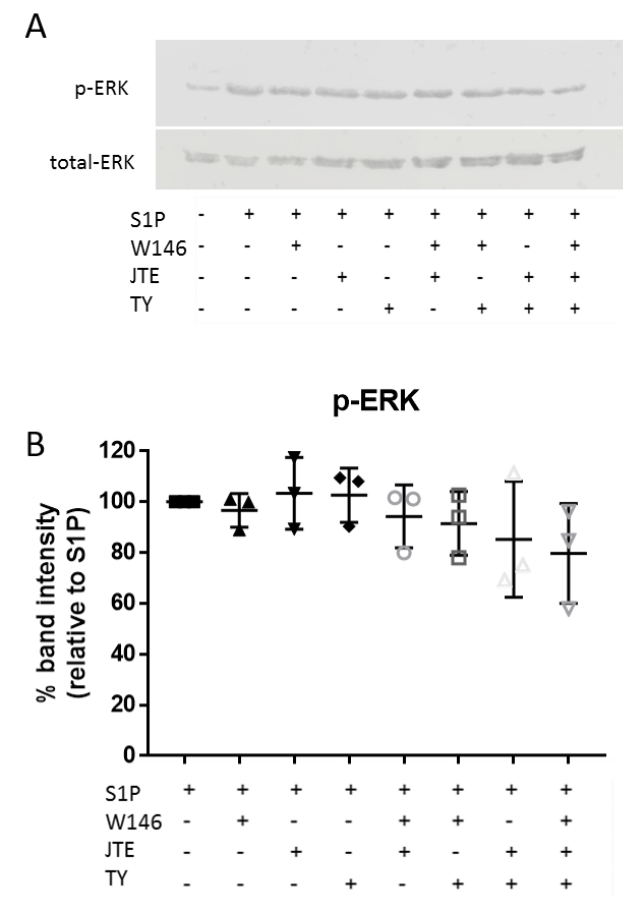 A
p-ERK
total-ERK
S1P - + + + + + + + +
W146 - - + - - + + - +
JTE - - - + - + - + +
TY - - - - + - + + +
p-ERK
B
% band intensity
(relative to S1P)
120
100
80
60
40
20
0
S1P + + + + + + + +
W146 - + - - + + - +
JTE - - + - + - + +
TY - - - + - + + +